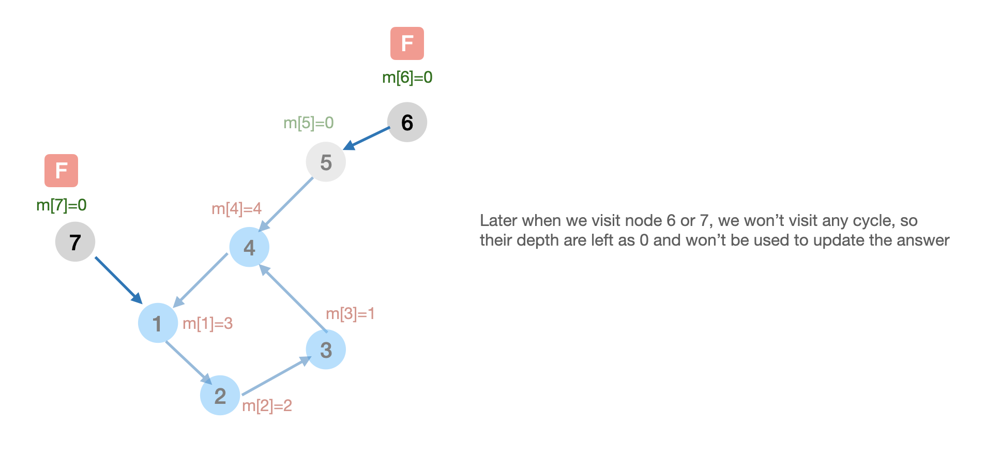 F
m[6]=0
6
m[5]=0
5
F
m[7]=0
7
m[4]=4
4
Later when we visit node 6 or 7, we won’t visit any cycle, so
their depth are left as 0 and won’t be used to update the answer
1
m[1]=3
m[3]=1
3
2
m[2]=2